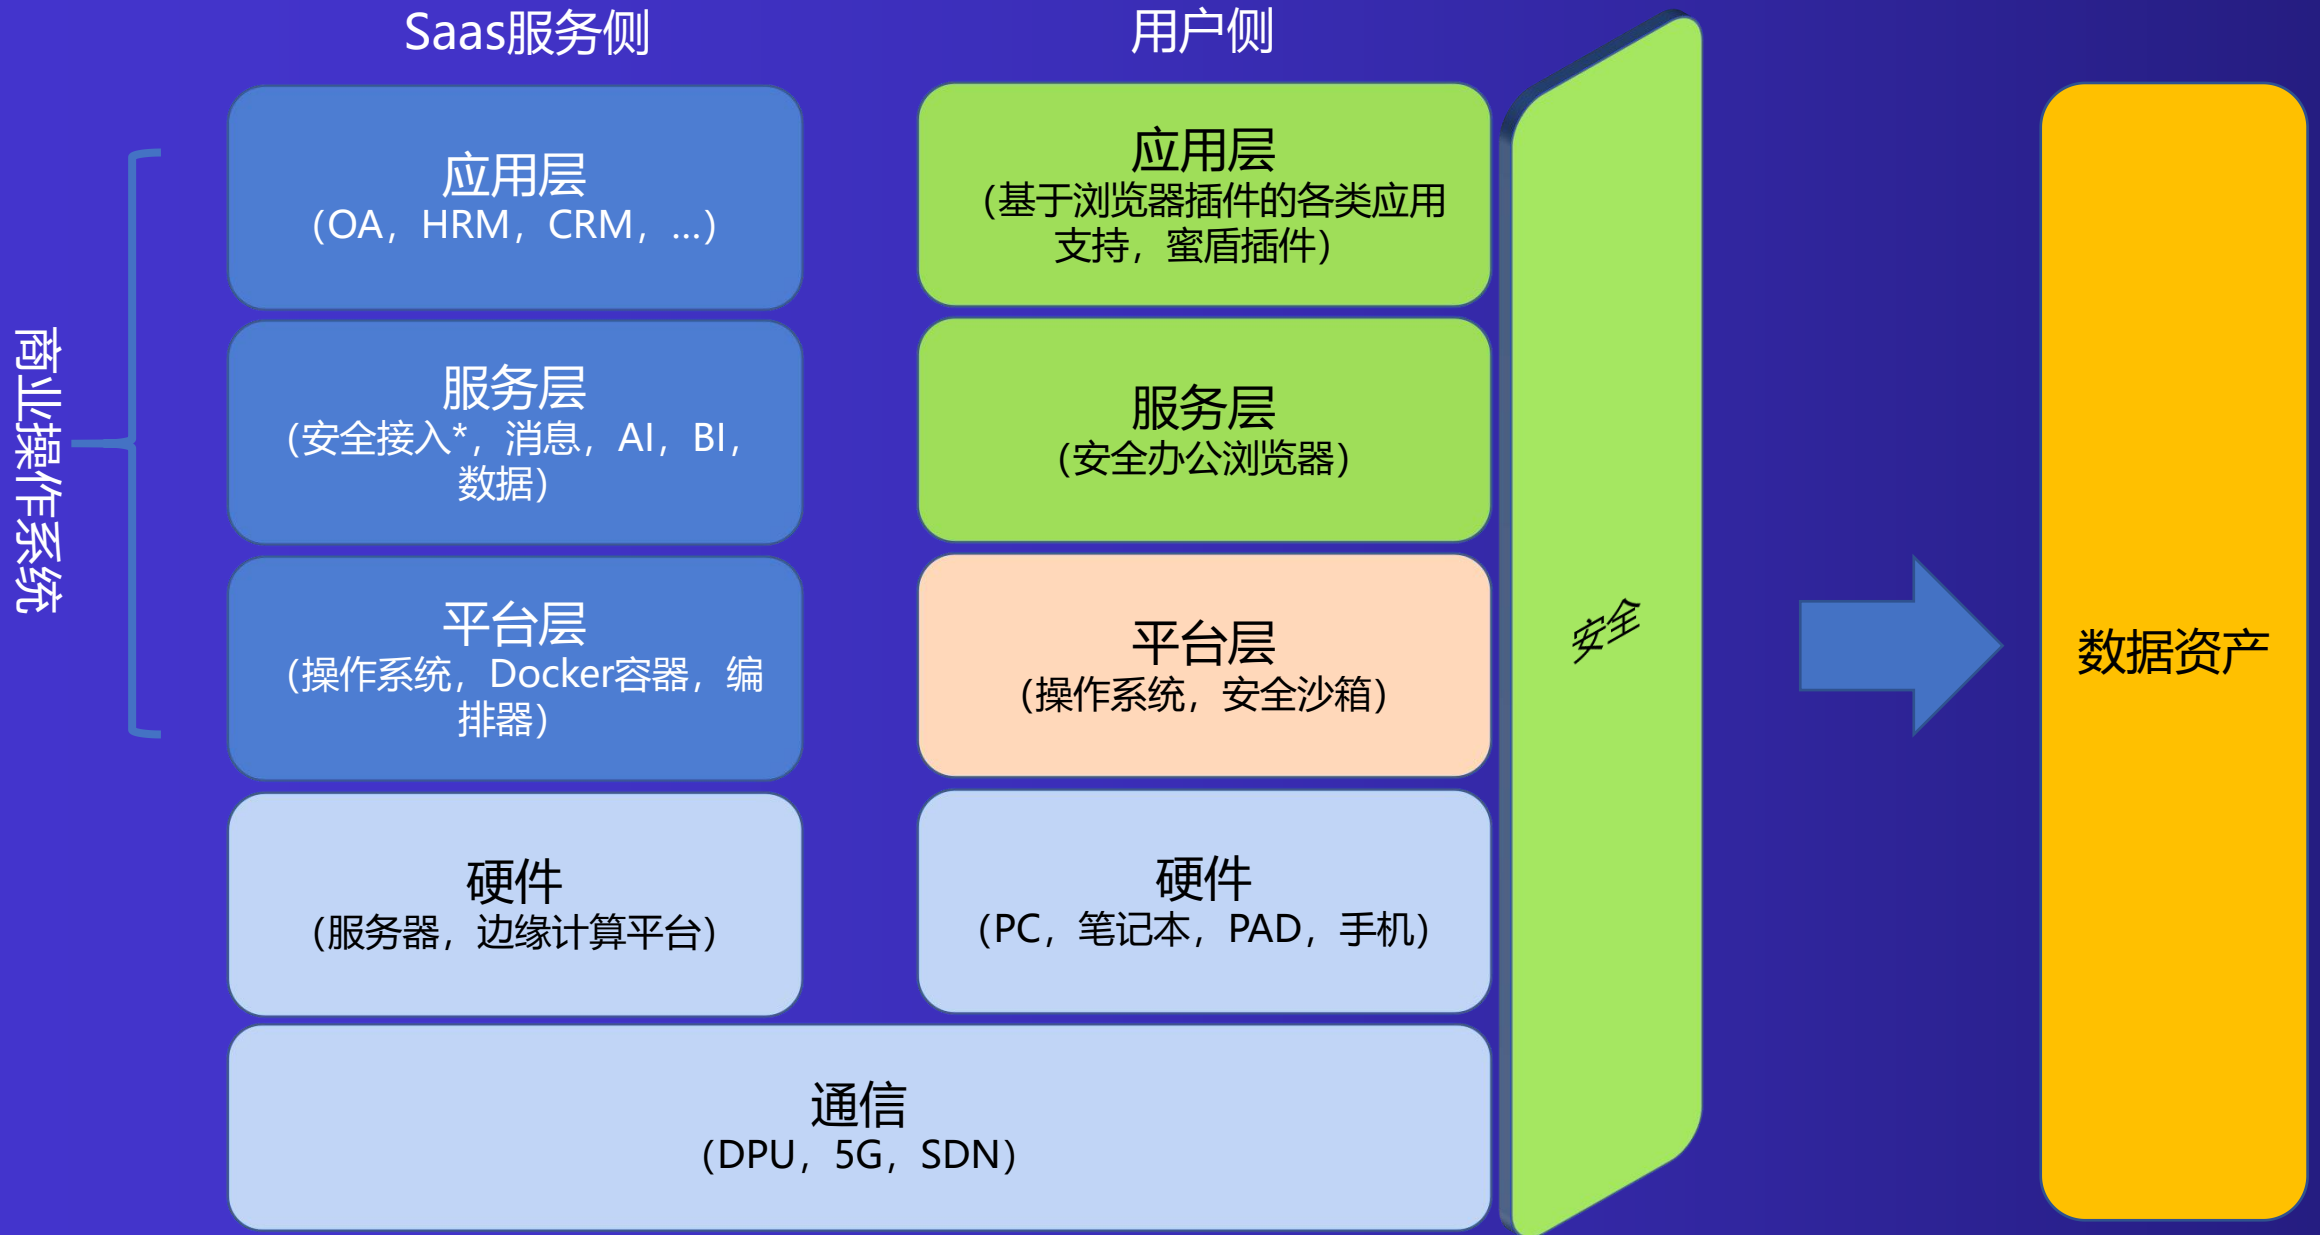 Saas服务侧
用户侧
商业操作系统
应用层
（OA，HRM，CRM，...）
服务层
（安全接入*，消息，AI，BI，
数据）
平台层
（操作系统，Docker容器，编
排器）
硬件
（服务器，边缘计算平台）
应用层
（基于浏览器插件的各类应用
支持，蜜盾插件）
服务层
（安全办公浏览器）
平台层
（操作系统，安全沙箱）
硬件
（PC，笔记本，PAD，手机）
通信
（DPU，5G，SDN）
安全
数据资产